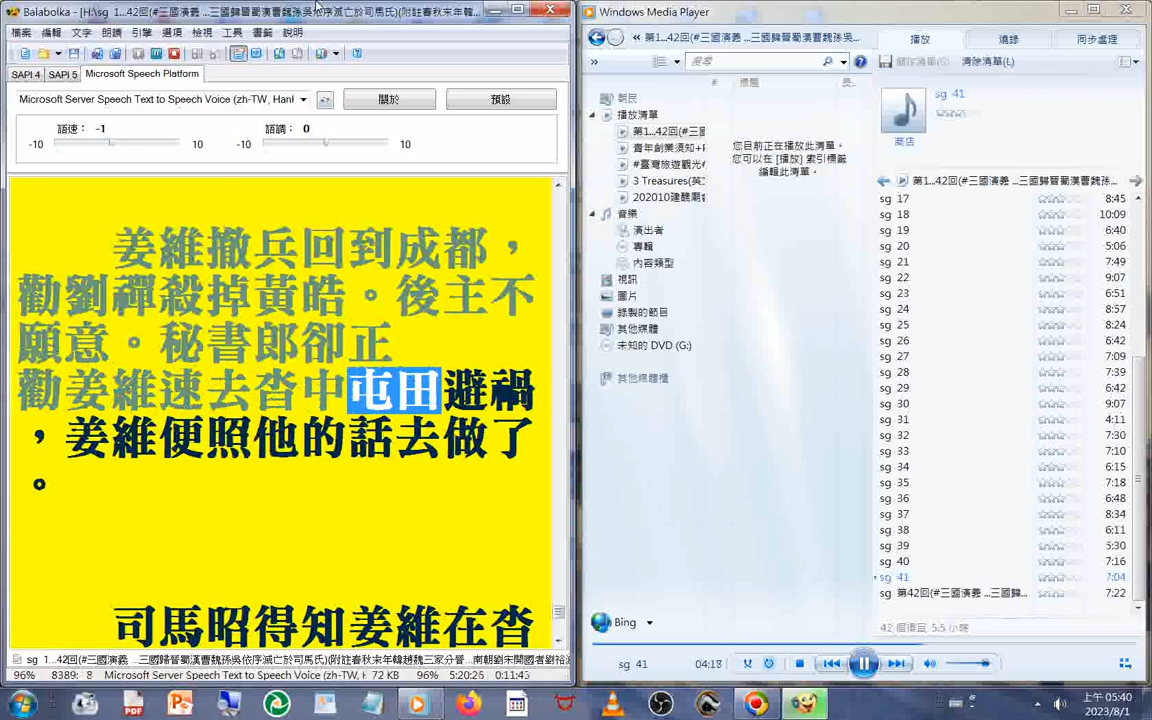 Balabolka - [H:\sg 1...42回(#三國演義 ...三國歸晉蜀漢曹魏孫吳依序滅亡於司馬氏)(附註春秋末年韓...
檔案 編輯 文字 朗讀 引擎 選項 檢視 工具 書籤 說明
SAPI 4 SAPI 5 Microsoft Speech Platform
Microsoft Server Speech Text to Speech Voice (zh-TW, Hanl
關於 預設
語速： -1 語調： 0
-10 10 -10 10
姜維撤兵回到成都，
勸劉禪殺掉黃皓。後主不
願意。秘書郎卻正
勸姜維速去沓中屯田避禍
，姜維便照他的話去做了
。
司馬昭得知姜維在沓
sg 1...42回(#三國演義 ...三國歸晉蜀漢曹魏孫吳依序滅亡於司馬氏)(附註春秋末年韓趙魏三家分晉...南朝劉宋開國者劉裕
96% 8389: 8 Microsoft Server Speech Text to Speech Voice (zh-TW, H 72 KB 96% 5:20:25 0:11:43
Windows Media Player
« 第1...42回(#三國演義 ...三國歸晉蜀漢曹魏孫吳...
播放 燒錄 同步處理
» 搜尋
清除清單(L)
# 標題 長...
播放清單
第1...42回(#三國
青年創業須知+
#臺灣旅遊觀光
3 Treasures(英文
202010建醮廟會
音樂
演出者
專輯
內容類型
視訊
圖片
錄製的節目
其他媒體
未知的 DVD (G:)
其他媒體櫃
您目前正在播放此清單。
您可以在 [播放] 索引標籤
編輯此清單。
sg 41
商店
第1...42回(#三國演義 ...三國歸晉蜀漢曹魏孫...
sg 17 8:45
sg 18 10:09
sg 19 6:40
sg 20 5:06
sg 21 7:49
sg 22 9:07
sg 23 6:51
sg 24 8:57
sg 25 8:24
sg 26 6:42
sg 27 7:09
sg 28 7:39
sg 29 6:42
sg 30 9:07
sg 31 4:11
sg 32 7:30
sg 33 7:10
sg 34 6:15
sg 35 7:18
sg 36 6:48
sg 37 8:34
sg 38 6:11
sg 39 5:30
sg 40 7:16
sg 41 7:04
sg 第42回(#三國演義 ...三國歸... 7:22
42 個項目 5.5 小時
Bing
sg 41 04:17
上午 05:40
2023/8/1